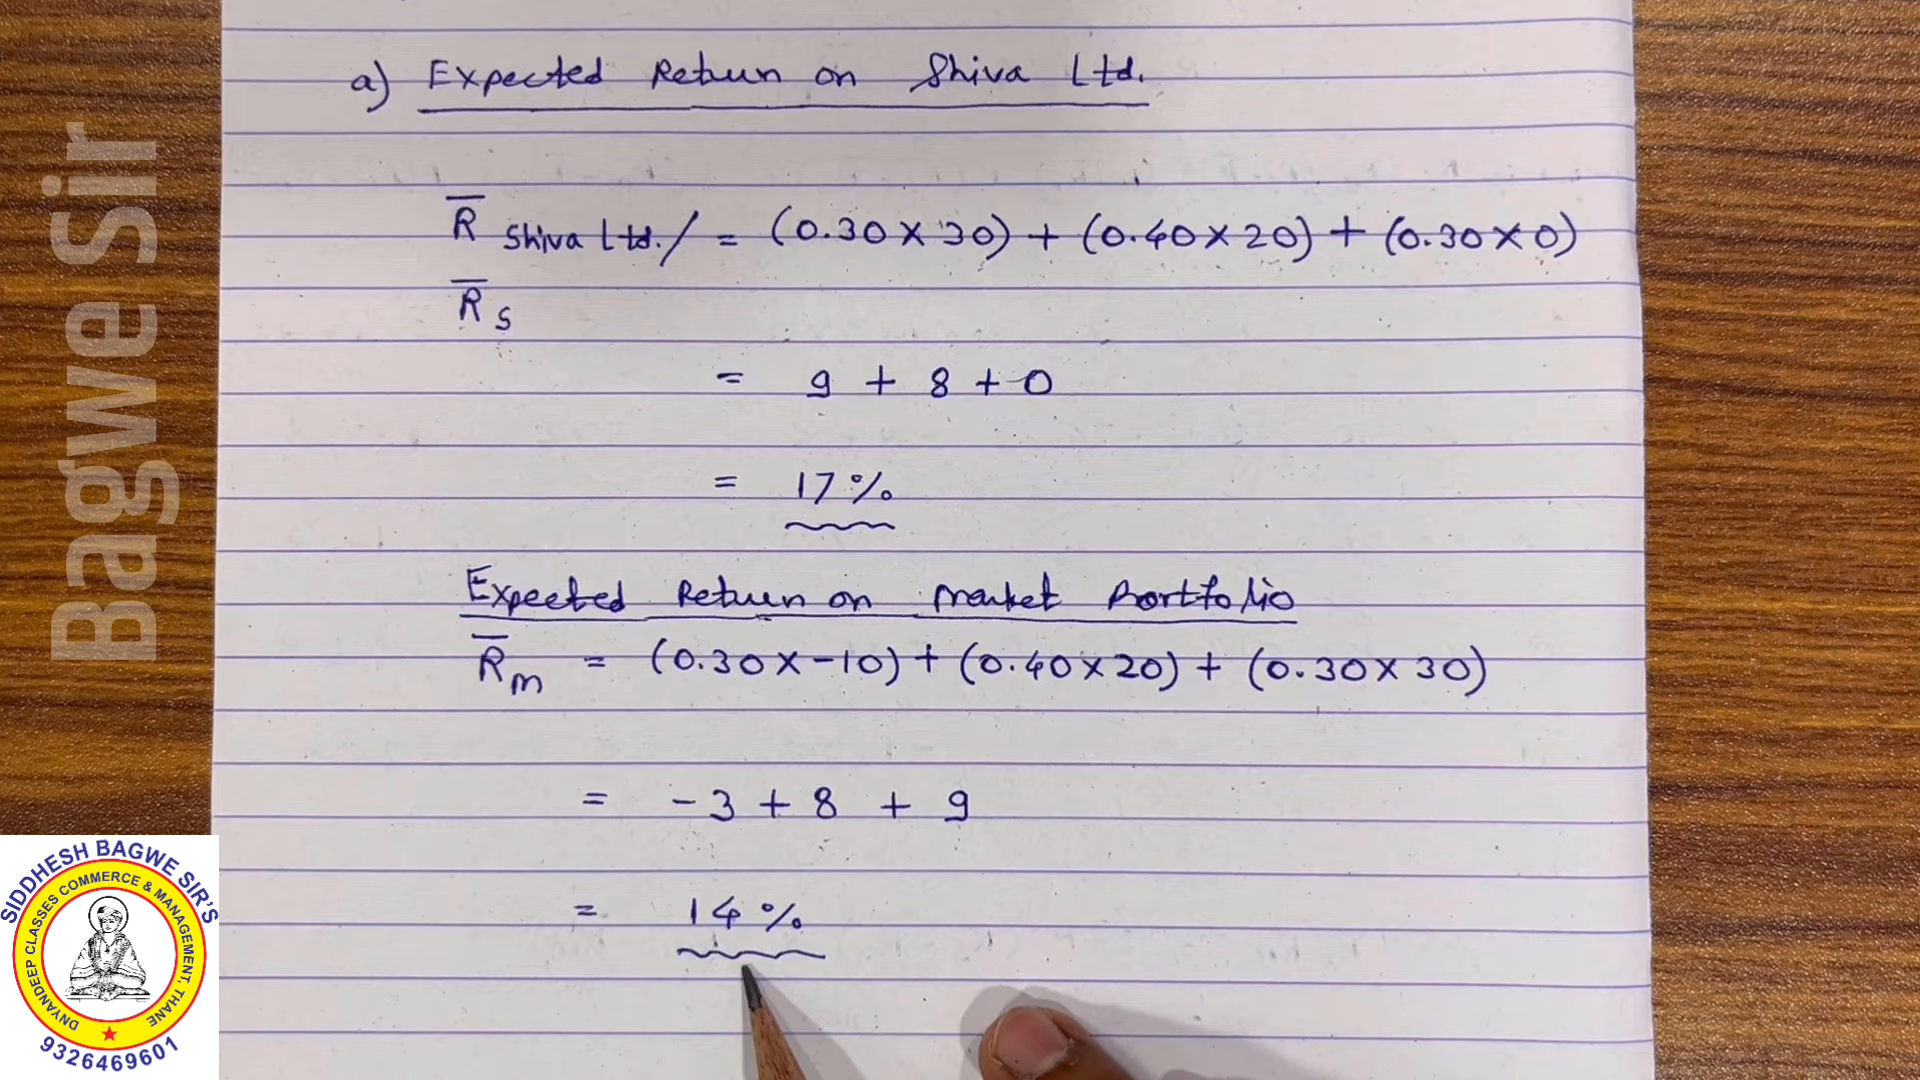 a) Expected Return on Shiva Ltd.
R̅ Shiva Ltd./ = (0.30 × 30) + (0.40 × 20) + (0.30 × 0)
R̅ s
= 9 + 8 + 0
= 17%
Expected Return on market Portfolio
R̅ m = (0.30 × -10) + (0.40 × 20) + (0.30 × 30)
= -3 + 8 + 9
= 14%
Bagwe Sir
SIDDHESH BAGWE SIR'S
DNYANDEEP CLASSES COMMERCE & MANAGEMENT, THANE
9326469601